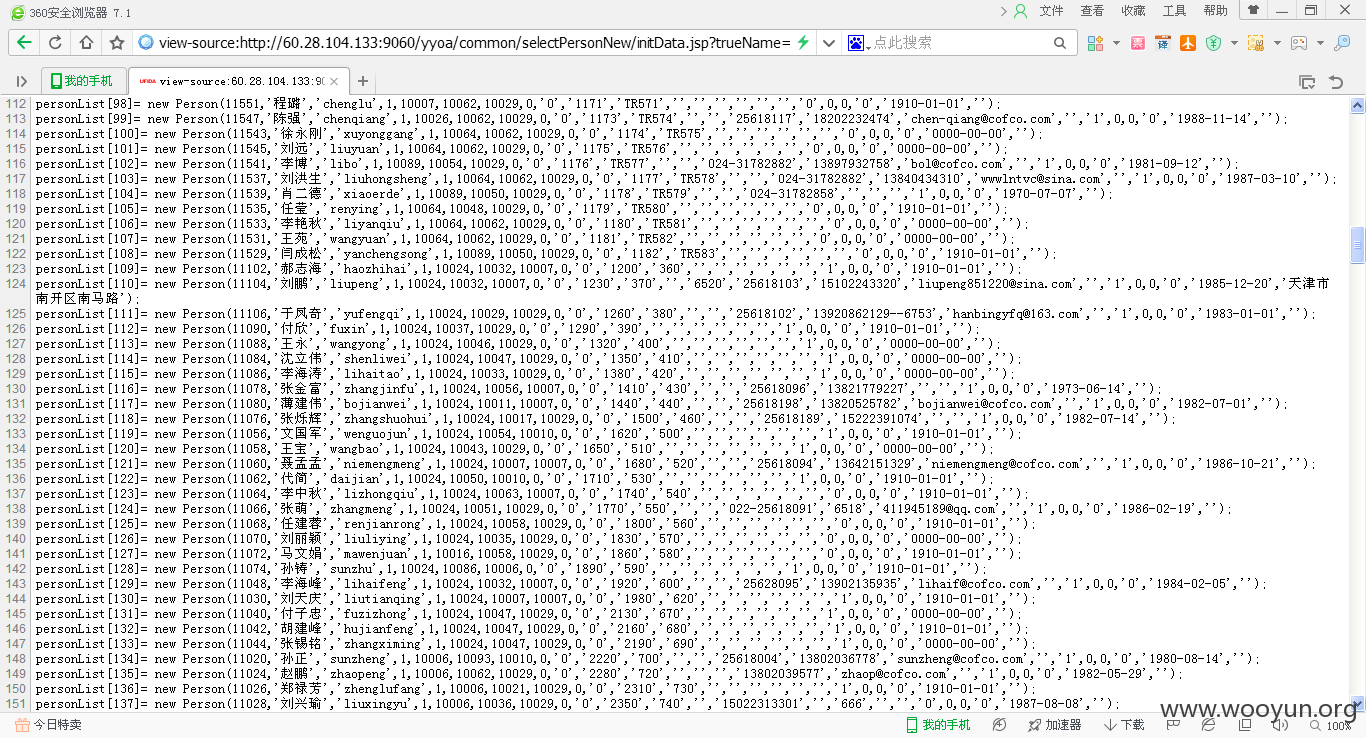 360安全浏览器 7.1
文件 查看 收藏 工具 帮助
view-source:http://60.28.104.133:9060/yyoa/common/selectPersonNew/initData.jsp?trueName=
点此搜索
我的手机
view-source:60.28.104.133:90
112 personList[98]= new Person(11551,'程璐','chenglu',1,10007,10062,10029,0,'0','1171','TR571','','','','','','','0',0,0,'0','1910-01-01','');
113 personList[99]= new Person(11547,'陈强','chenqiang',1,10026,10062,10029,0,'0','1173','TR574','','','25618117','18202232474','chen-qiang@cofco.com','','1',0,0,'0','1988-11-14','');
114 personList[100]= new Person(11543,'徐永刚','xuyonggang',1,10064,10062,10029,0,'0','1174','TR575','','','','','','','0',0,0,'0','0000-00-00','');
115 personList[101]= new Person(11545,'刘远','liuyuan',1,10064,10062,10029,0,'0','1175','TR576','','','','','','','0',0,0,'0','0000-00-00','');
116 personList[102]= new Person(11541,'李博','libo',1,10089,10054,10029,0,'0','1176','TR577','','','024-31782882','13897932758','bol@cofco.com','','1',0,0,'0','1981-09-12','');
117 personList[103]= new Person(11537,'刘洪生','liuhongsheng',1,10064,10062,10029,0,'0','1177','TR578','','','024-31782882','13840434310','wwwlntvc@sina.com','','1',0,0,'0','1987-03-10','');
118 personList[104]= new Person(11539,'肖二德','xiaoerde',1,10089,10050,10029,0,'0','1178','TR579','','','024-31782858','','','','1',0,0,'0','1970-07-07','');
119 personList[105]= new Person(11535,'任莹','renying',1,10064,10048,10029,0,'0','1179','TR580','','','','','','','0',0,0,'0','1910-01-01','');
120 personList[106]= new Person(11533,'李艳秋','liyanqiu',1,10064,10062,10029,0,'0','1180','TR581','','','','','','','0',0,0,'0','0000-00-00','');
121 personList[107]= new Person(11531,'王苑','wangyuan',1,10064,10062,10029,0,'0','1181','TR582','','','','','','','0',0,0,'0','0000-00-00','');
122 personList[108]= new Person(11529,'闫成松','yanchengsong',1,10089,10050,10029,0,'0','1182','TR583','','','','','','','0',0,0,'0','1910-01-01','');
123 personList[109]= new Person(11102,'郝志海','haozhihai',1,10024,10032,10007,0,'0','1200','360','','','','','','','1',0,0,'0','1910-01-01','');
124 personList[110]= new Person(11104,'刘鹏','liupeng',1,10024,10032,10007,0,'0','1230','370','','6520','25618103','15102243320','liupeng851220@sina.com','','1',0,0,'0','1985-12-20','天津市
南开区南马路');
125 personList[111]= new Person(11106,'于凤奇','yufengqi',1,10024,10029,10029,0,'0','1260','380','','','25618102','13920862129--6753','hanbingyfq@163.com','','1',0,0,'0','1983-01-01','');
126 personList[112]= new Person(11090,'付欣','fuxin',1,10024,10037,10029,0,'0','1290','390','','','','','','','1',0,0,'0','1910-01-01','');
127 personList[113]= new Person(11088,'王永','wangyong',1,10024,10046,10029,0,'0','1320','400','','','','','','','1',0,0,'0','0000-00-00','');
128 personList[114]= new Person(11084,'沈立伟','shenliwei',1,10024,10047,10029,0,'0','1350','410','','','','','','','1',0,0,'0','0000-00-00','');
129 personList[115]= new Person(11086,'李海涛','lihaitao',1,10024,10033,10029,0,'0','1380','420','','','','','','','1',0,0,'0','0000-00-00','');
130 personList[116]= new Person(11078,'张金富','zhangjinfu',1,10024,10056,10007,0,'0','1410','430','','','25618096','13821779227','','','1',0,0,'0','1973-06-14','');
131 personList[117]= new Person(11080,'薄建伟','bojianwei',1,10024,10011,10007,0,'0','1440','440','','','25618198','13820525782','bojianwei@cofco.com','','1',0,0,'0','1982-07-01','');
132 personList[118]= new Person(11076,'张烁辉','zhangshuohui',1,10024,10017,10029,0,'0','1500','460','','','25618189','15222391074','','','1',0,0,'0','1982-07-14','');
133 personList[119]= new Person(11056,'文国军','wenguojun',1,10024,10054,10010,0,'0','1620','500','','','','','','','1',0,0,'0','1910-01-01','');
134 personList[120]= new Person(11058,'王宝','wangbao',1,10024,10043,10029,0,'0','1650','510','','','','','','','1',0,0,'0','0000-00-00','');
135 personList[121]= new Person(11060,'聂孟孟','niemengmeng',1,10024,10007,10007,0,'0','1680','520','','','25618094','13642151329','niemengmeng@cofco.com','','1',0,0,'0','1986-10-21','');
136 personList[122]= new Person(11062,'代简','daijian',1,10024,10050,10010,0,'0','1710','530','','','','','','','1',0,0,'0','1910-01-01','');
137 personList[123]= new Person(11064,'李中秋','lizhongqiu',1,10024,10063,10007,0,'0','1740','540','','','','','','','0',0,0,'0','1910-01-01','');
138 personList[124]= new Person(11066,'张萌','zhangmeng',1,10024,10051,10029,0,'0','1770','550','','','022-25618091','6518','411945189@qq.com','','1',0,0,'0','1986-02-19','');
139 personList[125]= new Person(11068,'任建蓉','renjianrong',1,10024,10058,10029,0,'0','1800','560','','','','','','','0',0,0,'0','1910-01-01','');
140 personList[126]= new Person(11070,'刘丽颖','liuliying',1,10024,10035,10029,0,'0','1830','570','','','','','','','0',0,0,'0','0000-00-00','');
141 personList[127]= new Person(11072,'马文娟','mawenjuan',1,10016,10058,10029,0,'0','1860','580','','','','','','','0',0,0,'0','1910-01-01','');
142 personList[128]= new Person(11074,'孙铸','sunzhu',1,10024,10086,10006,0,'0','1890','590','','','','','','','1',0,0,'0','1910-01-01','');
143 personList[129]= new Person(11048,'李海峰','lihaifeng',1,10024,10032,10007,0,'0','1920','600','','','25628095','13902135935','lihaif@cofco.com','','1',0,0,'0','1984-02-05','');
144 personList[130]= new Person(11030,'刘天庆','liutianqing',1,10024,10007,10007,0,'0','1980','620','','','','','','','1',0,0,'0','0000-00-00','');
145 personList[131]= new Person(11040,'付子忠','fuzizhong',1,10024,10047,10029,0,'0','2130','670','','','','','','','1',0,0,'0','0000-00-00','');
146 personList[132]= new Person(11042,'胡建峰','hujianfeng',1,10024,10047,10029,0,'0','2160','680','','','','','','','1',0,0,'0','1910-01-01','');
147 personList[133]= new Person(11044,'张锡铭','zhangximing',1,10024,10047,10029,0,'0','2190','690','','','','','','','1',0,0,'0','0000-00-00','');
148 personList[134]= new Person(11020,'孙正','sunzheng',1,10006,10093,10010,0,'0','2220','700','','','25618004','13802036778','sunzheng@cofco.com','','1',0,0,'0','1980-08-14','');
149 personList[135]= new Person(11024,'赵鹏','zhaopeng',1,10006,10062,10029,0,'0','2280','720','','','','13802039577','zhaop@cofco.com','','1',0,0,'0','1982-05-29','');
150 personList[136]= new Person(11026,'郑禄芳','zhenglufang',1,10006,10021,10029,0,'0','2310','730','','','','','','','1',0,0,'0','1910-01-01','');
151 personList[137]= new Person(11028,'刘兴瑜','liuxingyu',1,10006,10036,10029,0,'0','2350','740','','','15022313301','','666','','0',0,0,'0','1987-08-08','');
www.wooyun.org
今日特卖
我的手机 加速器 下载 100%